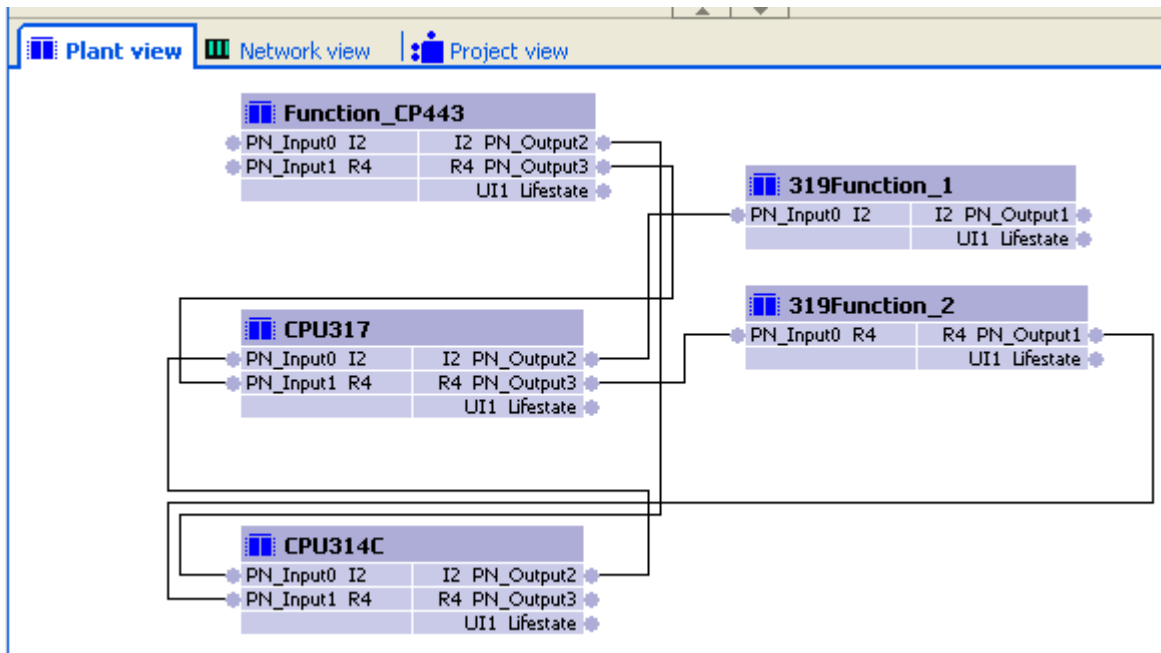 Plant view Network view Project view
Function_CP443
PN_Input0 I2 I2 PN_Output2
PN_Input1 R4 R4 PN_Output3
UI1 Lifestate
319Function_1
PN_Input0 I2 I2 PN_Output1
UI1 Lifestate
319Function_2
PN_Input0 R4 R4 PN_Output1
UI1 Lifestate
CPU317
PN_Input0 I2 I2 PN_Output2
PN_Input1 R4 R4 PN_Output3
UI1 Lifestate
CPU314C
PN_Input0 I2 I2 PN_Output2
PN_Input1 R4 R4 PN_Output3
UI1 Lifestate